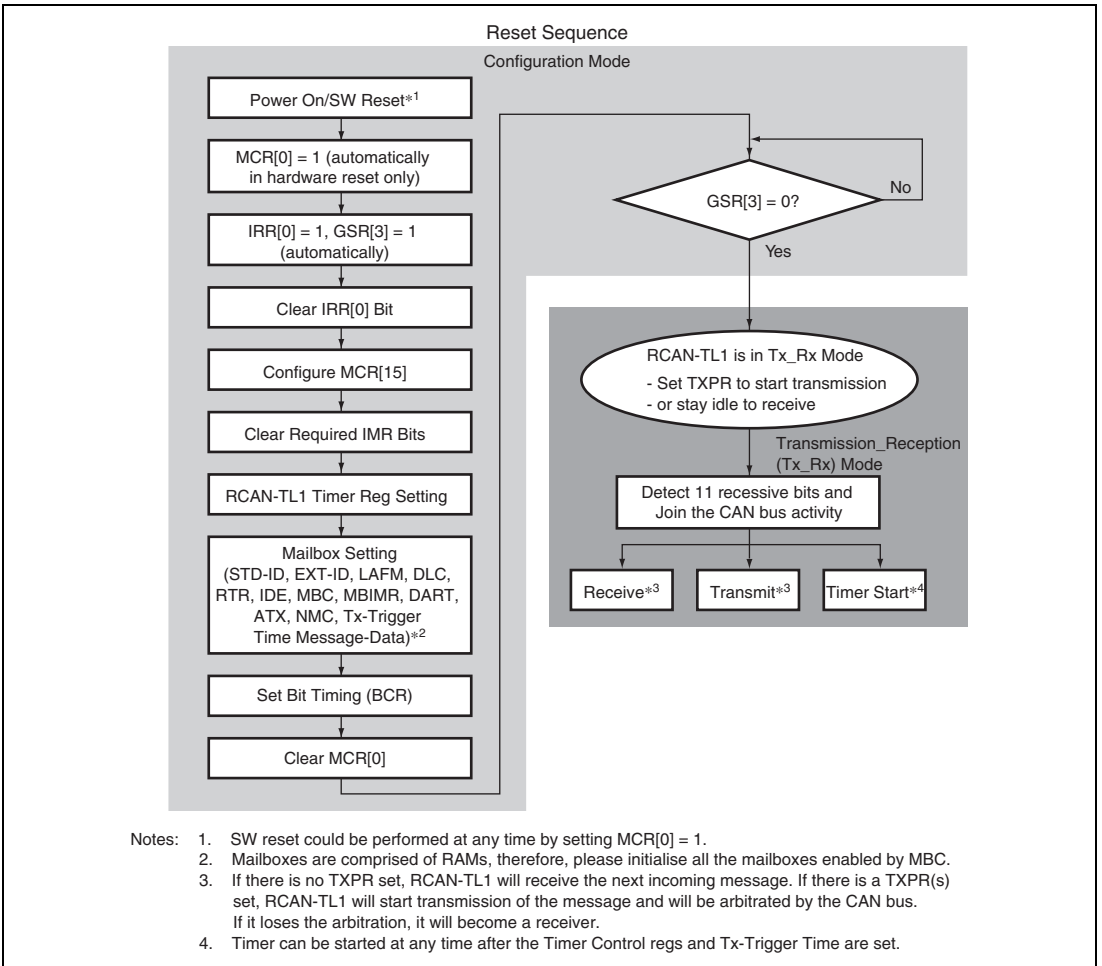 Reset Sequence
Configuration Mode
Power On/SW Reset*1
MCR[0] = 1 (automatically
in hardware reset only)
IRR[0] = 1, GSR[3] = 1
(automatically)
Clear IRR[0] Bit
Configure MCR[15]
Clear Required IMR Bits
RCAN-TL1 Timer Reg Setting
Mailbox Setting
(STD-ID, EXT-ID, LAFM, DLC,
RTR, IDE, MBC, MBIMR, DART,
ATX, NMC, Tx-Trigger
Time Message-Data)*2
Set Bit Timing (BCR)
Clear MCR[0]
GSR[3] = 0?
No
Yes
RCAN-TL1 is in Tx_Rx Mode
- Set TXPR to start transmission
- or stay idle to receive
Transmission_Reception
(Tx_Rx) Mode
Detect 11 recessive bits and
Join the CAN bus activity
Receive*3
Transmit*3
Timer Start*4
Notes: 1. SW reset could be performed at any time by setting MCR[0] = 1.
2. Mailboxes are comprised of RAMs, therefore, please initialise all the mailboxes enabled by MBC.
3. If there is no TXPR set, RCAN-TL1 will receive the next incoming message. If there is a TXPR(s)
set, RCAN-TL1 will start transmission of the message and will be arbitrated by the CAN bus.
If it loses the arbitration, it will become a receiver.
4. Timer can be started at any time after the Timer Control regs and Tx-Trigger Time are set.